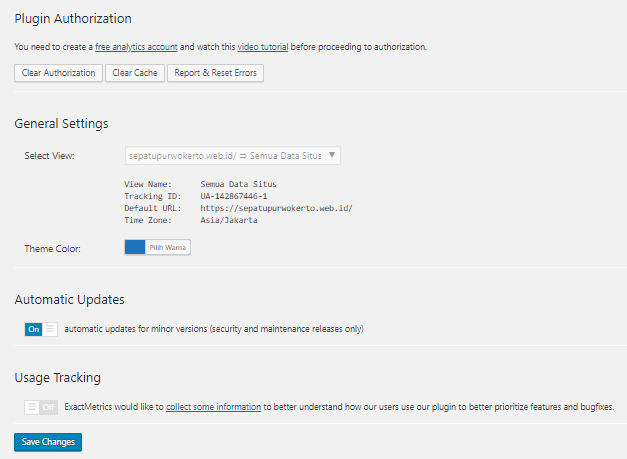 Plugin Authorization
You need to create a free analytics account and watch this video tutorial before proceeding to authorization.
Clear Authorization Clear Cache Report & Reset Errors
General Settings
Select View: sepatupurwokerto.web.id/ ⇒ Semua Data Situs
View Name: Semua Data Situs
Tracking ID: UA-142867446-1
Default URL: https://sepatupurwokerto.web.id/
Time Zone: Asia/Jakarta
Theme Color: Pilih Warna
Automatic Updates
On automatic updates for minor versions (security and maintenance releases only)
Usage Tracking
Off ExactMetrics would like to collect some information to better understand how our users use our plugin to better prioritize features and bugfixes.
Save Changes